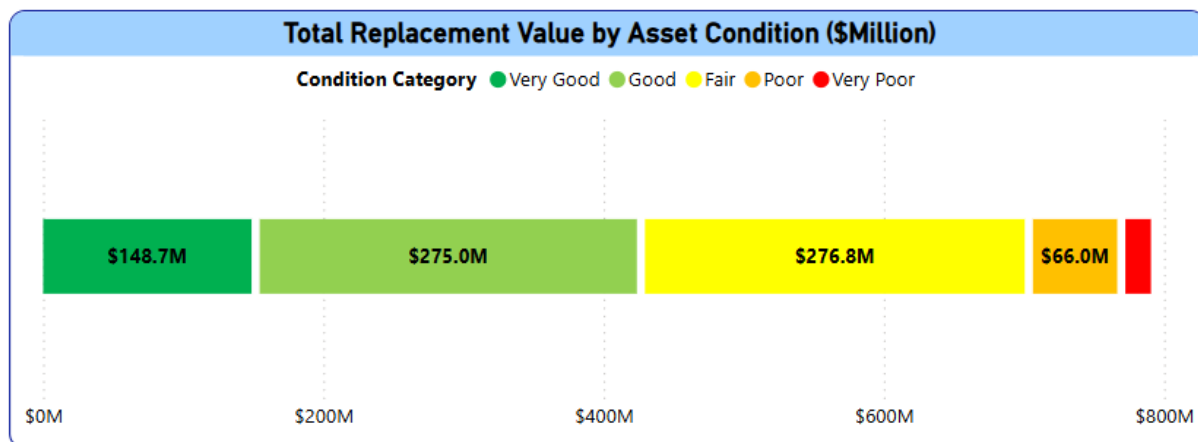 Total Replacement Value by Asset Condition ($Million)
Condition Category Very Good Good Fair Poor Very Poor
$148.7M $275.0M $276.8M $66.0M
$0M $200M $400M $600M $800M